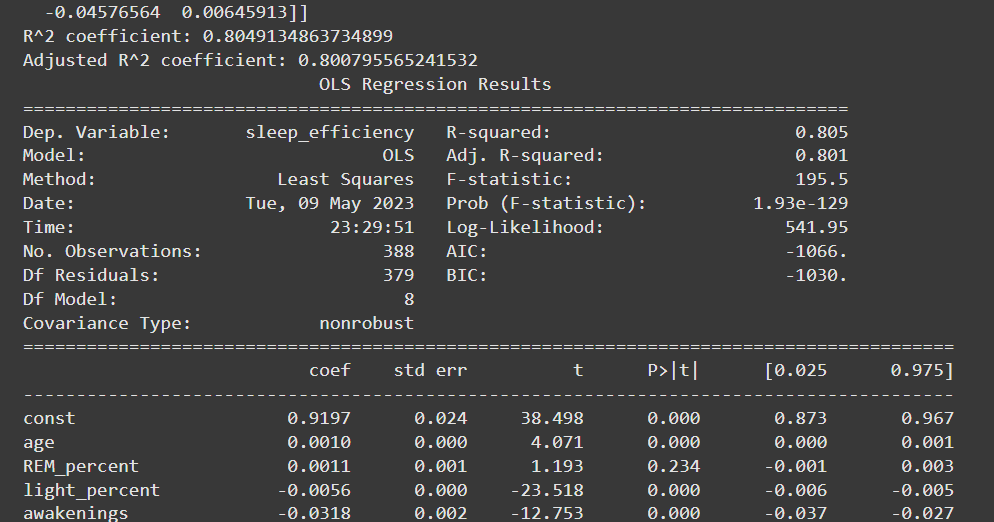 -0.04576564  0.00645913]]
R^2 coefficient: 0.8049134863734899
Adjusted R^2 coefficient: 0.800795565241532
                            OLS Regression Results
==============================================================================
Dep. Variable:       sleep_efficiency   R-squared:                       0.805
Model:                            OLS   Adj. R-squared:                  0.801
Method:                 Least Squares   F-statistic:                     195.5
Date:                Tue, 09 May 2023   Prob (F-statistic):          1.93e-129
Time:                        23:29:51   Log-Likelihood:                 541.95
No. Observations:                 388   AIC:                            -1066.
Df Residuals:                     379   BIC:                            -1030.
Df Model:                           8
Covariance Type:            nonrobust
========================================================================================
                           coef    std err          t      P>|t|      [0.025      0.975]
----------------------------------------------------------------------------------------
const                    0.9197      0.024     38.498      0.000       0.873       0.967
age                      0.0010      0.000      4.071      0.000       0.000       0.001
REM_percent              0.0011      0.001      1.193      0.234      -0.001       0.003
light_percent           -0.0056      0.000    -23.518      0.000      -0.006      -0.005
awakenings              -0.0318      0.002    -12.753      0.000      -0.037      -0.027